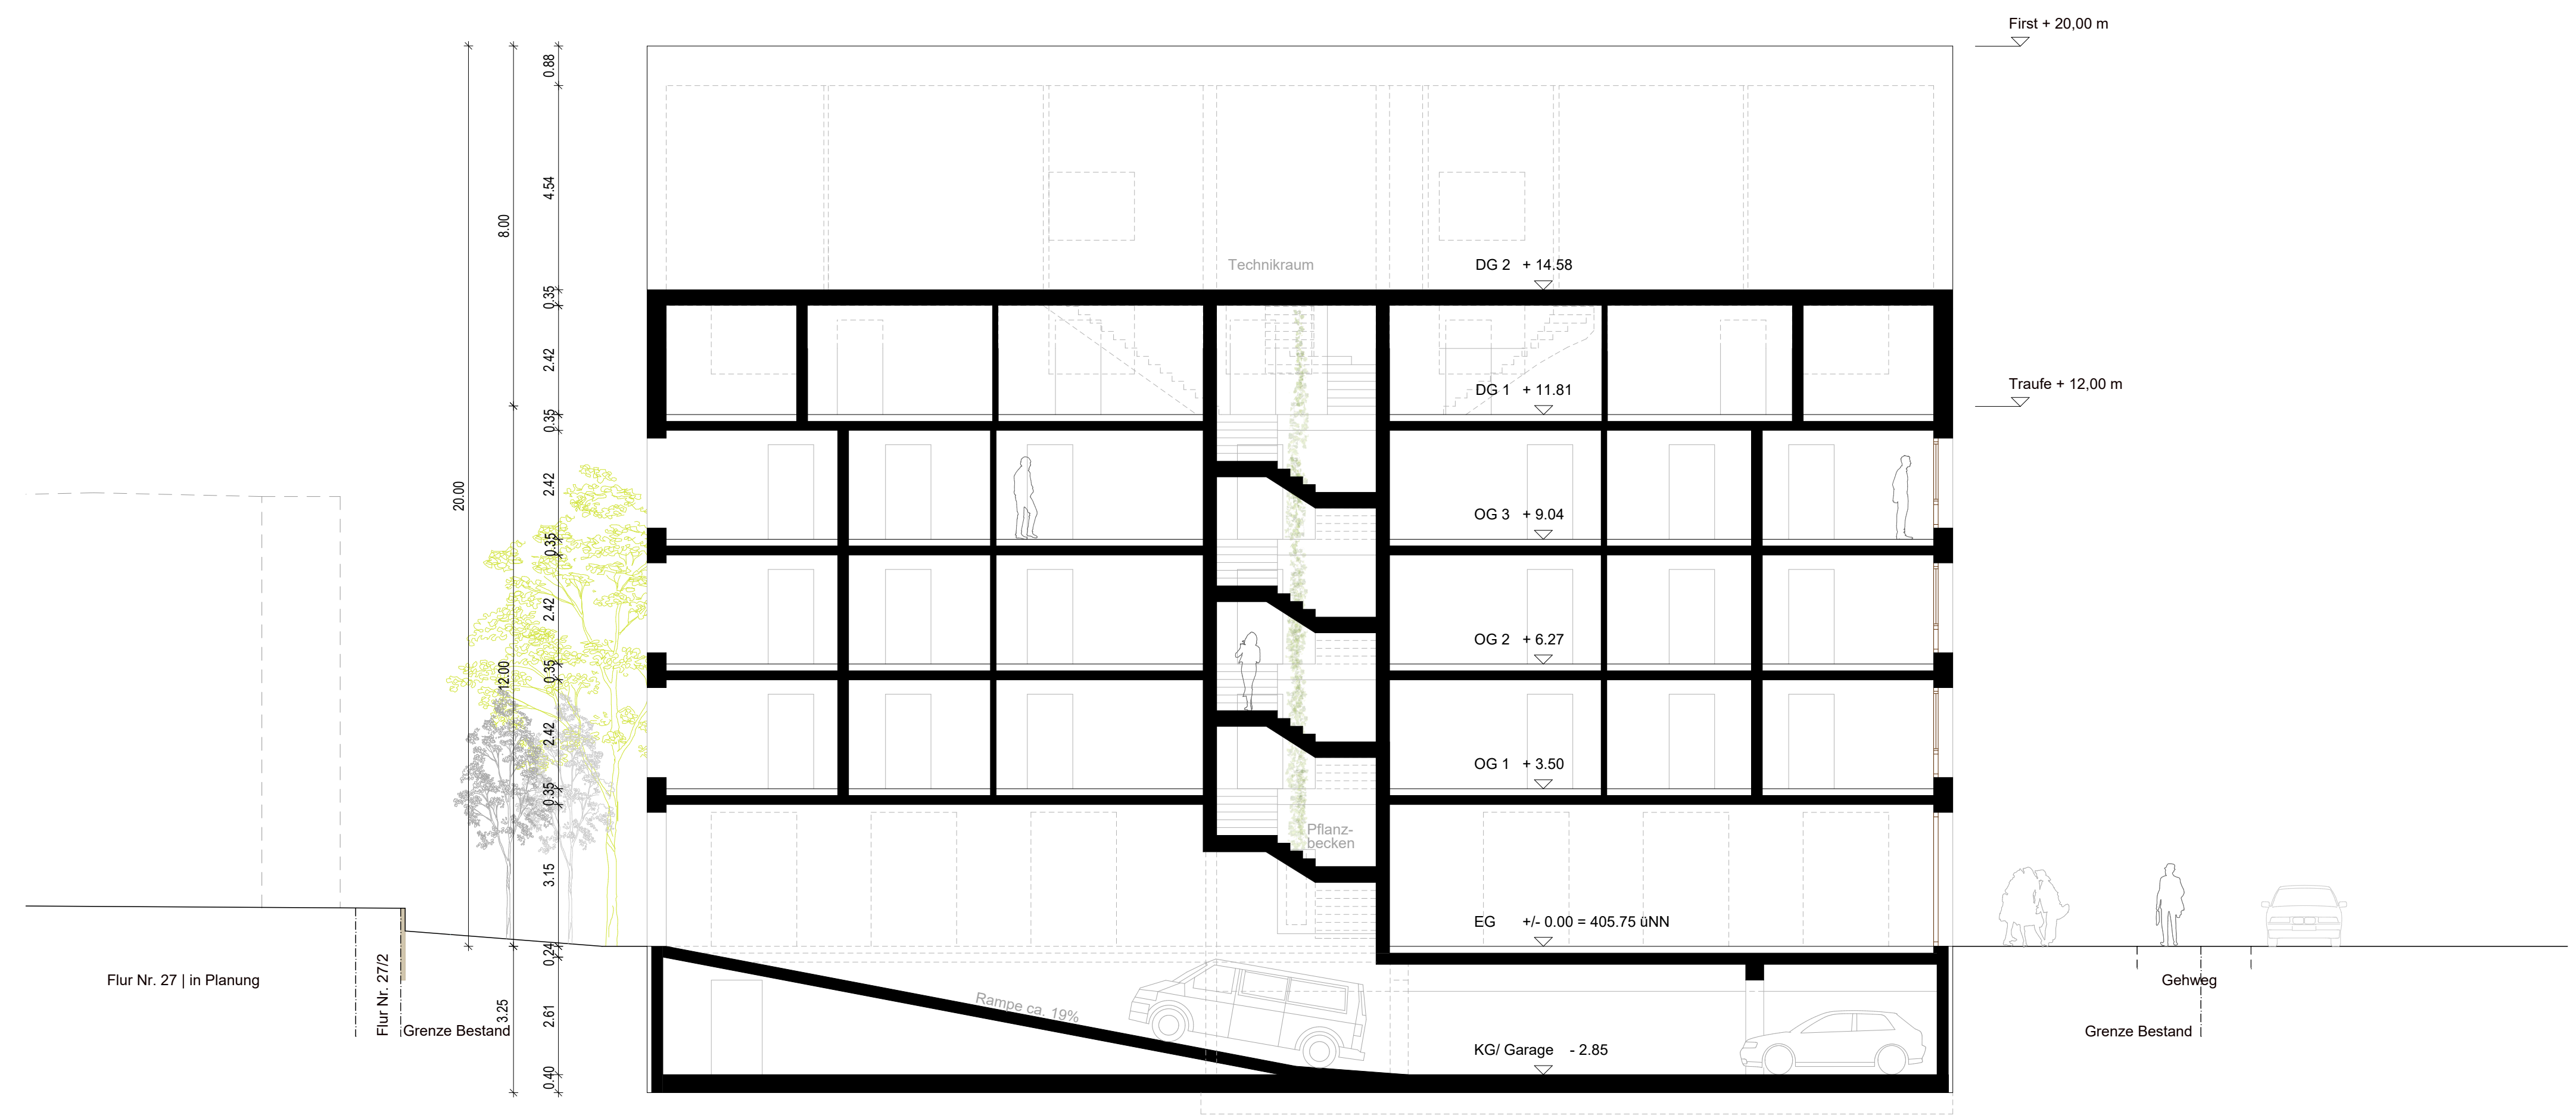 First + 20,00 m
0.88
4.54
8.00
Technikraum
DG 2 + 14.58
0.35
2.42
DG 1 + 11.81
Traufe + 12,00 m
0.35
20.00
2.42
OG 3 + 9.04
0.35
2.42
OG 2 + 6.27
0.35
12.00
2.42
OG 1 + 3.50
0.35
Pflanz-
becken
3.15
EG +/- 0.00 = 405.75 üNN
0.24
Flur Nr. 27 | in Planung
Flur Nr. 27/2
Grenze Bestand
3.25
2.61
Rampe ca. 19%
Gehweg
Grenze Bestand
KG/ Garage - 2.85
0.40